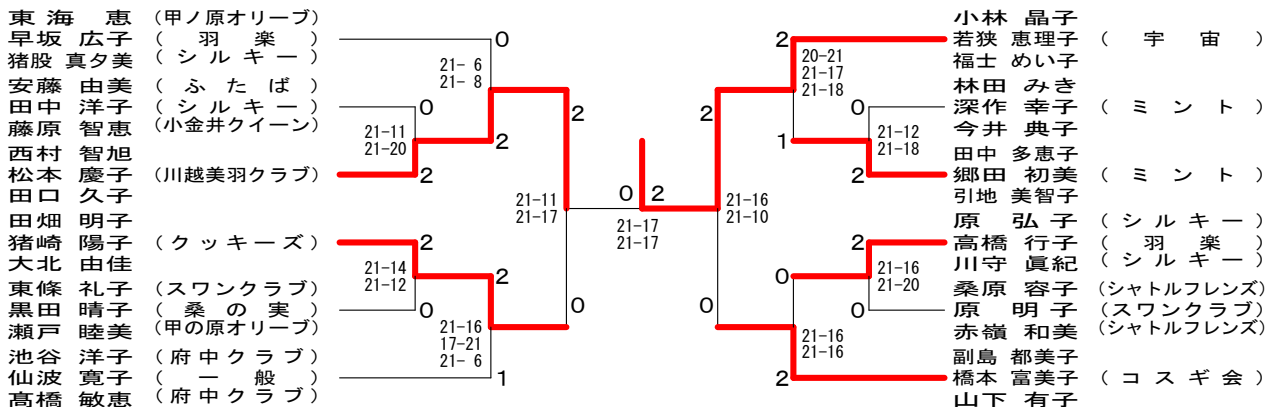 東海 恵 (甲ノ原オリーブ)
早坂 広子 (羽楽)
猪股 真夕美 (シルキー)
安藤 由美 (ふたば)
田中 洋子 (シルキー)
藤原 智恵 (小金井クイーン)
西村 智旭
松本 慶子 (川越美羽クラブ)
田口 久子
田畑 明子
猪崎 陽子 (クッキーズ)
大北 由佳
東條 礼子 (スワンクラブ)
黒田 晴子 (桑の実)
瀬戸 睦美 (甲の原オリーブ)
池谷 洋子 (府中クラブ)
仙波 寛子 (一般)
高橋 敏恵 (府中クラブ)
0
21- 6
21- 8
0
21-11
21-20
2
2
2
21-11
21-17
2
21-14
21-12
0
2
21-16
17-21
21- 6
1
0
0 2
21-17
21-17
2
21-16
21-10
0
2
20-21
21-17
21-18
1
0
21-12
21-18
2
2
21-16
21-20
0
0
21-16
21-16
2
小林 晶子
若狭 恵理子 (宇宙)
福士 めい子
林田 みき
深作 幸子 (ミント)
今井 典子
田中 多恵子
郷田 初美 (ミント)
引地 美智子
原 弘子 (シルキー)
高橋 行子 (羽楽)
川守 眞紀 (シルキー)
桑原 容子 (シャトルフレンズ)
原 明子 (スワンクラブ)
赤嶺 和美 (シャトルフレンズ)
副島 都美子
橋本 富美子 (コスギ会)
山下 有子